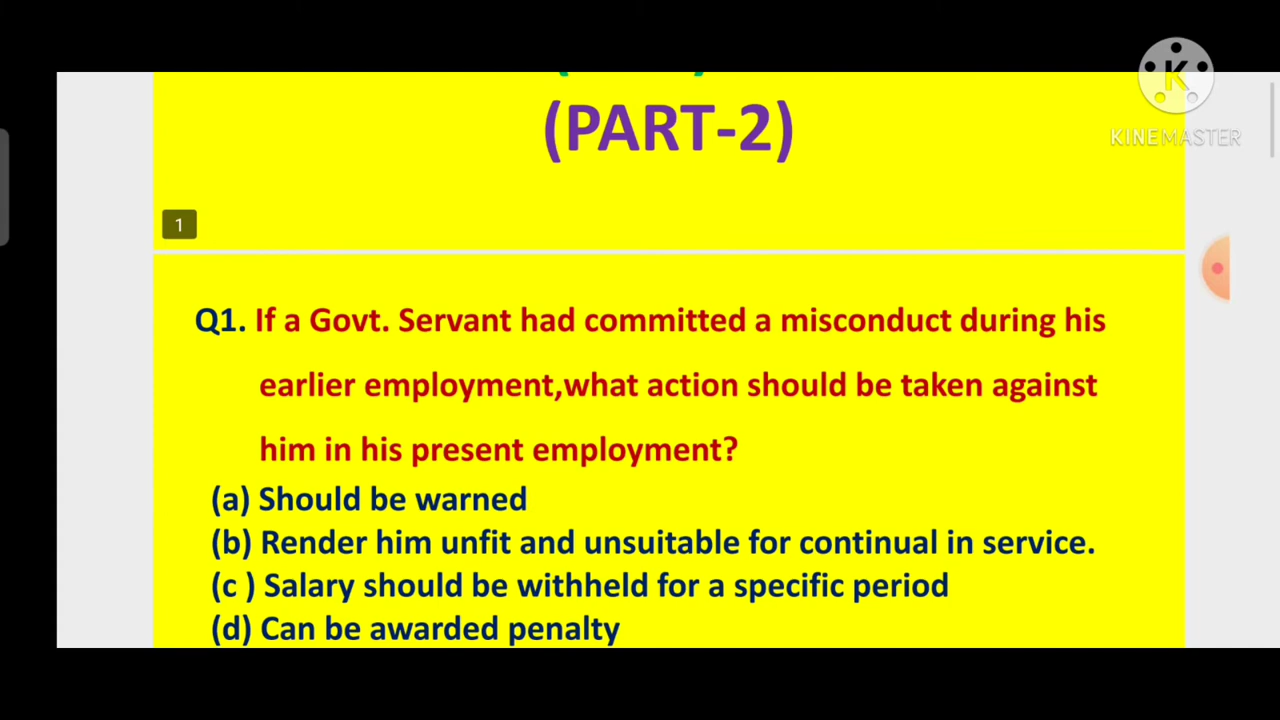 (PART-2)
K
KINEMASTER
1
Q1. If a Govt. Servant had committed a misconduct during his
earlier employment,what action should be taken against
him in his present employment?
(a) Should be warned
(b) Render him unfit and unsuitable for continual in service.
(c ) Salary should be withheld for a specific period
(d) Can be awarded penalty